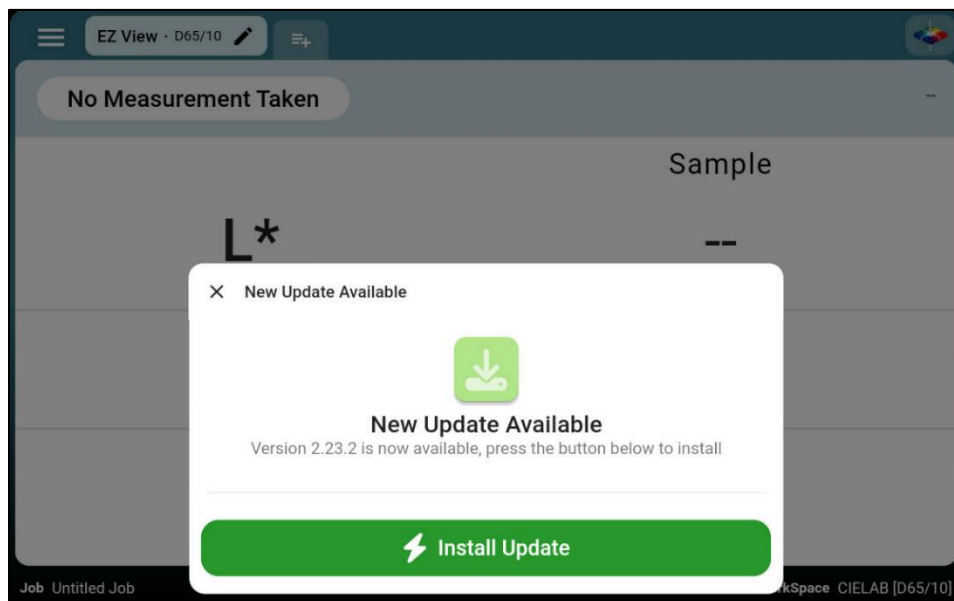 EZ View · D65/10
No Measurement Taken
--
Sample
L*
--
New Update Available
New Update Available
Version 2.23.2 is now available, press the button below to install
Install Update
Job Untitled Job
kSpace CIELAB [D65/10]